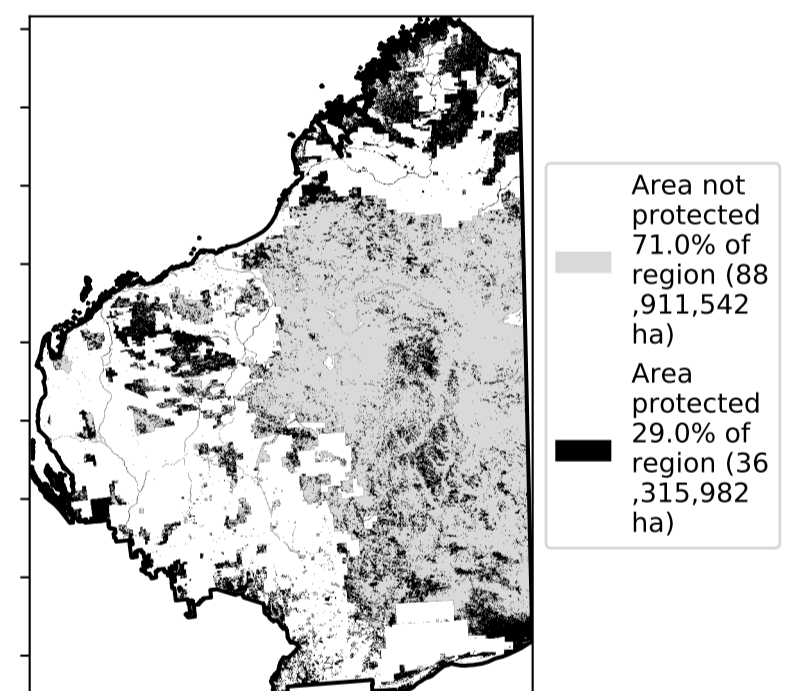 Area not
protected
71.0% of
region (88
,911,542
ha)
Area
protected
29.0% of
region (36
,315,982
ha)